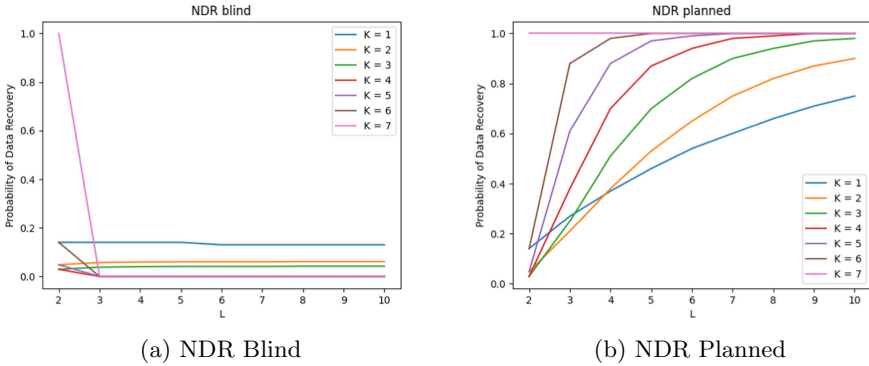 NDR blind
Probability of Data Recovery
1.0
0.8
0.6
0.4
0.2
0.0
K = 1
K = 2
K = 3
K = 4
K = 5
K = 6
K = 7
2 3 4 5 6 7 8 9 10
L
(a) NDR Blind
NDR planned
Probability of Data Recovery
1.0
0.8
0.6
0.4
0.2
0.0
K = 1
K = 2
K = 3
K = 4
K = 5
K = 6
K = 7
2 3 4 5 6 7 8 9 10
L
(b) NDR Planned